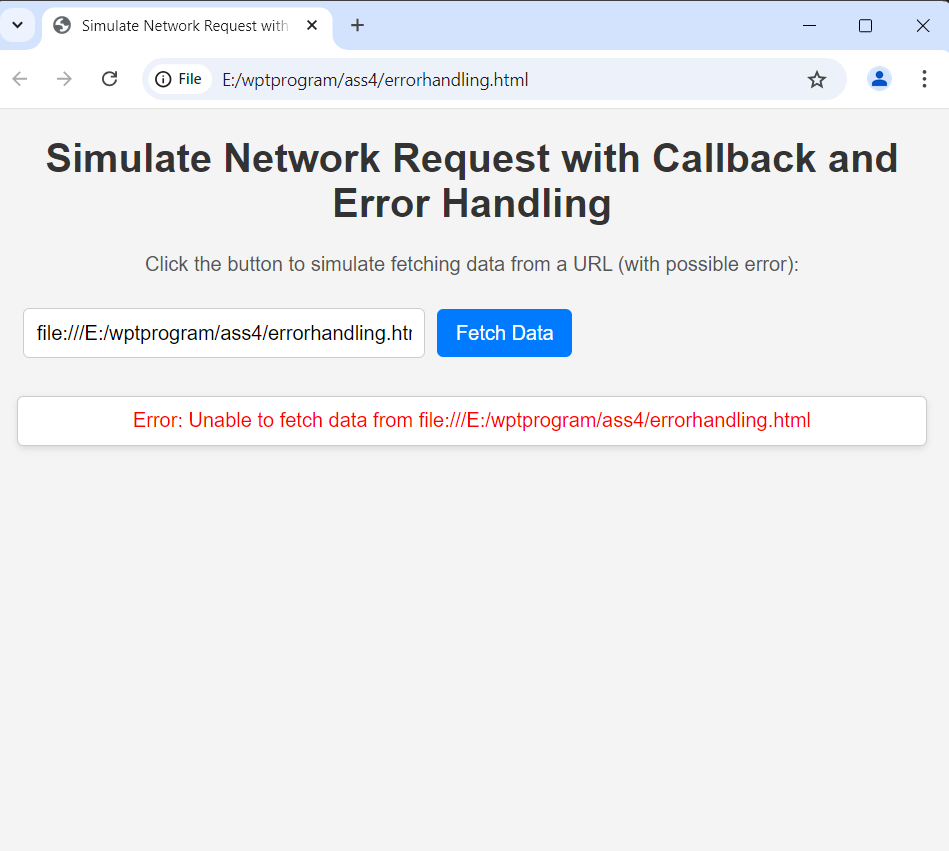 Simulate Network Request with
File
E:/wptprogram/ass4/errorhandling.html
Simulate Network Request with Callback and
Error Handling
Click the button to simulate fetching data from a URL (with possible error):
file:///E:/wptprogram/ass4/errorhandling.htm
Fetch Data
Error: Unable to fetch data from file:///E:/wptprogram/ass4/errorhandling.html